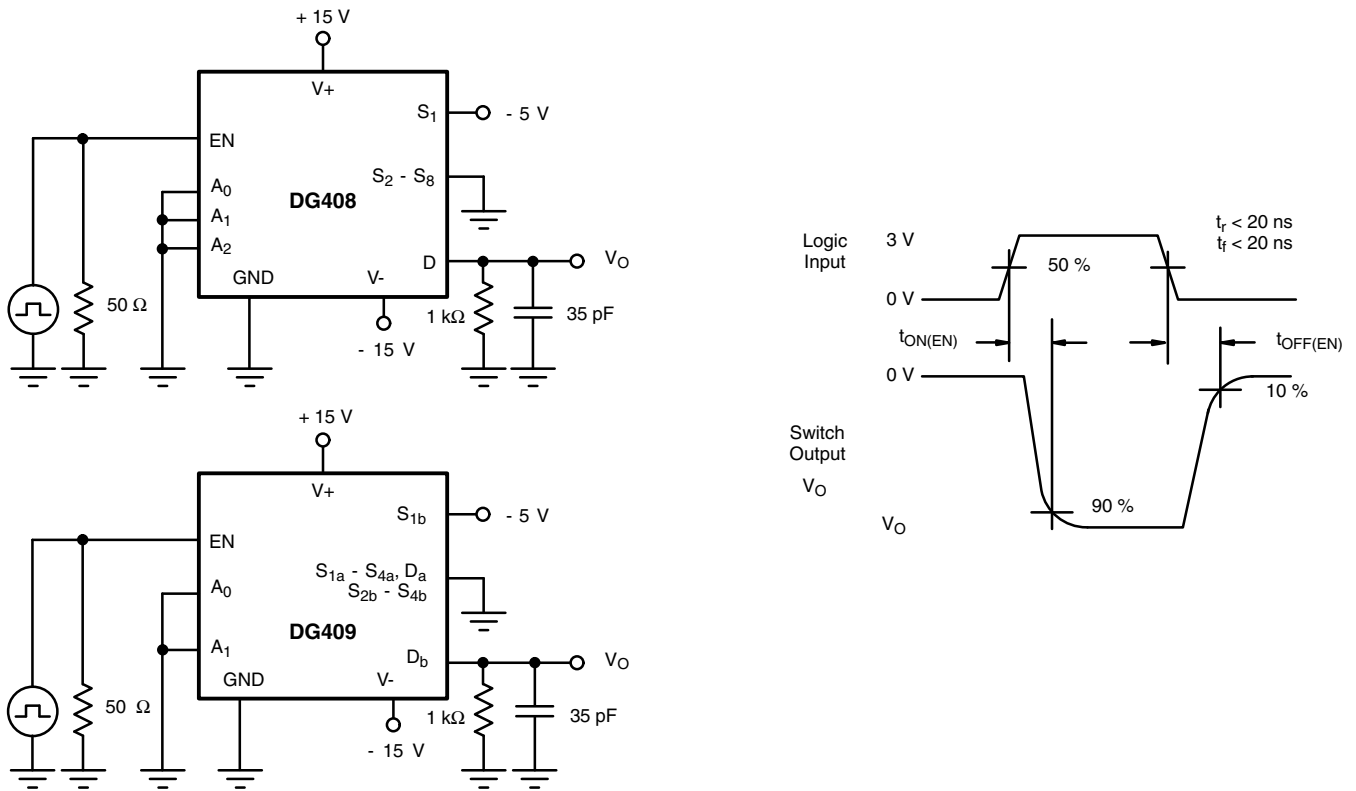 + 15 V
V+
S1
- 5 V
EN
S2 - S8
A0
DG408
A1
A2
D
VO
GND
V-
50 Ω
1 kΩ
35 pF
- 15 V
+ 15 V
V+
S1b
- 5 V
EN
S1a - S4a, Da
S2b - S4b
A0
DG409
A1
Db
VO
GND
V-
50 Ω
1 kΩ
35 pF
- 15 V
Logic
Input
3 V
50 %
0 V
tr < 20 ns
tf < 20 ns
tON(EN)
tOFF(EN)
0 V
10 %
Switch
Output
VO
90 %
VO